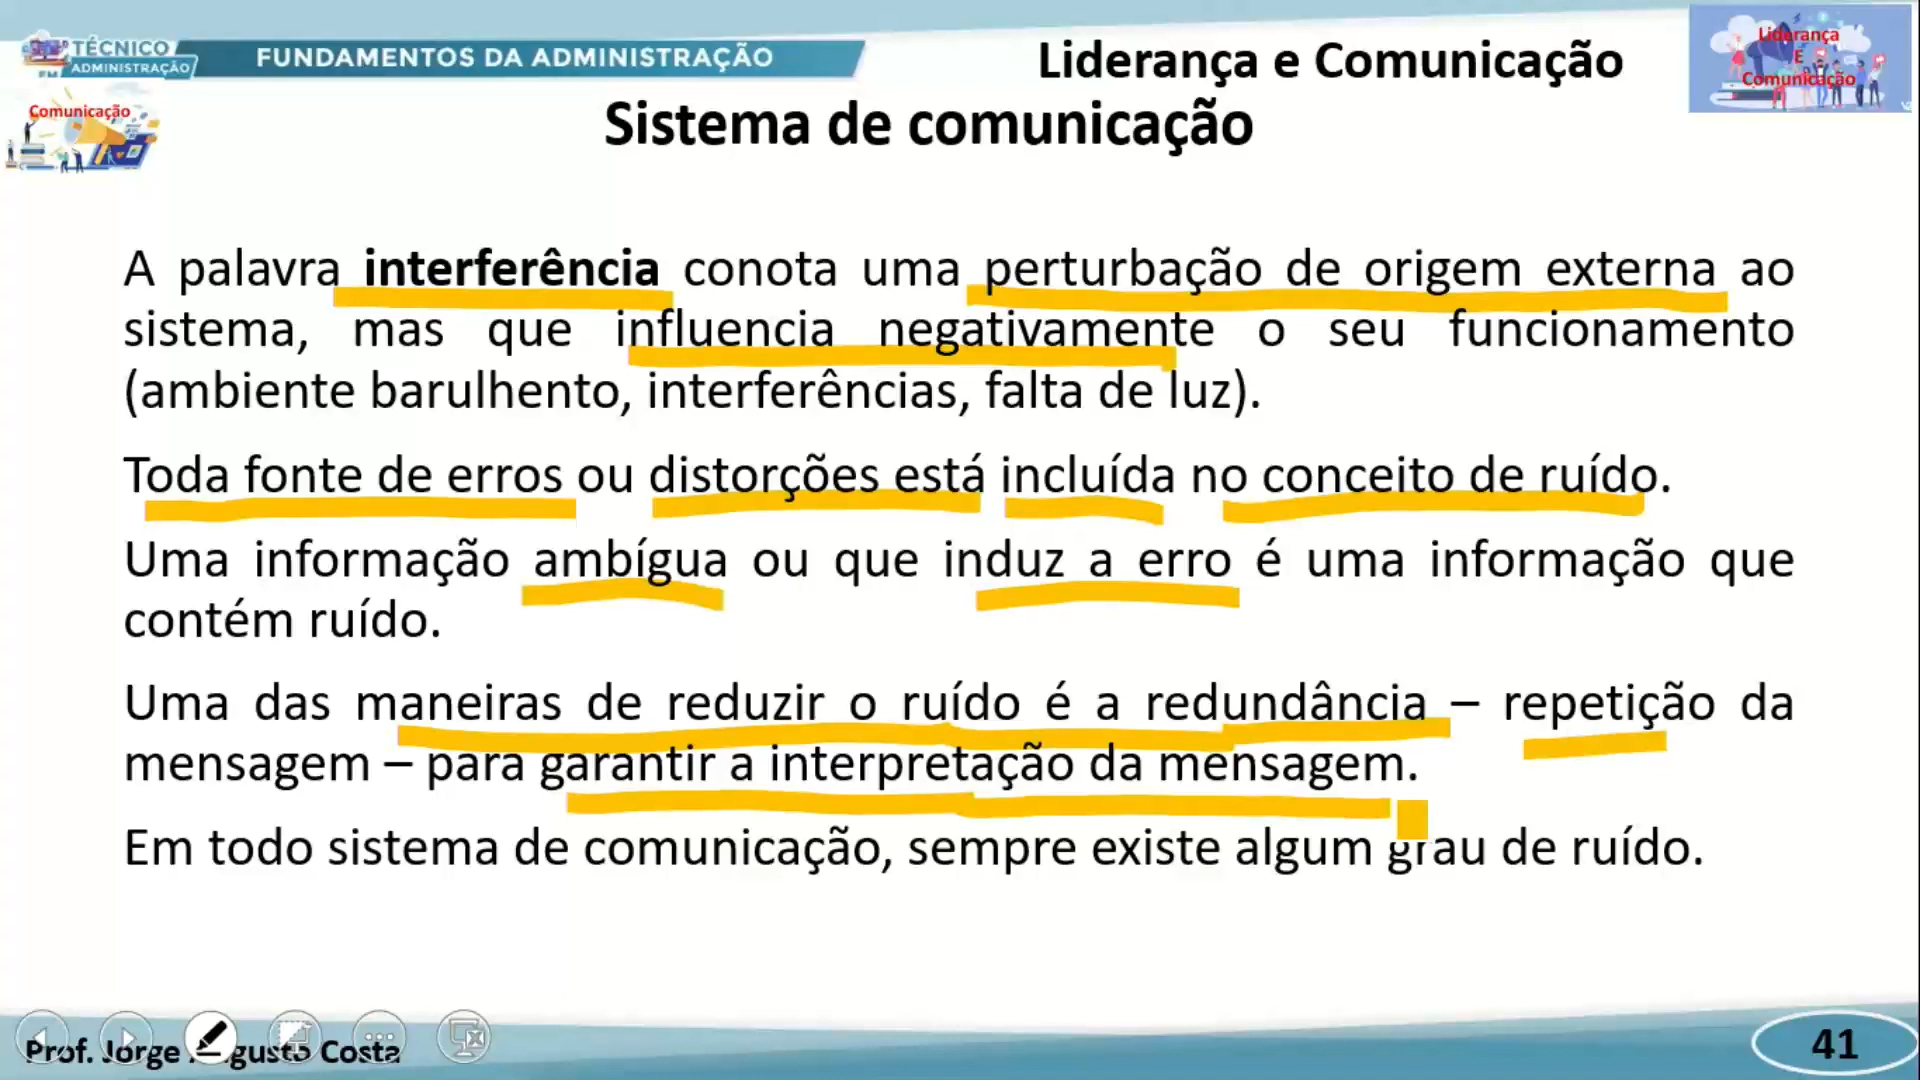 TÉCNICO
EM ADMINISTRAÇÃO
FUNDAMENTOS DA ADMINISTRAÇÃO
Liderança e Comunicação
Liderança
E
Comunicação
Comunicação
Sistema de comunicação
A palavra interferência conota uma perturbação de origem externa ao
sistema, mas que influencia negativamente o seu funcionamento
(ambiente barulhento, interferências, falta de luz).
Toda fonte de erros ou distorções está incluída no conceito de ruído.
Uma informação ambígua ou que induz a erro é uma informação que
contém ruído.
Uma das maneiras de reduzir o ruído é a redundância – repetição da
mensagem – para garantir a interpretação da mensagem.
Em todo sistema de comunicação, sempre existe algum grau de ruído.
Prof. Jorge Augusto Costa
41